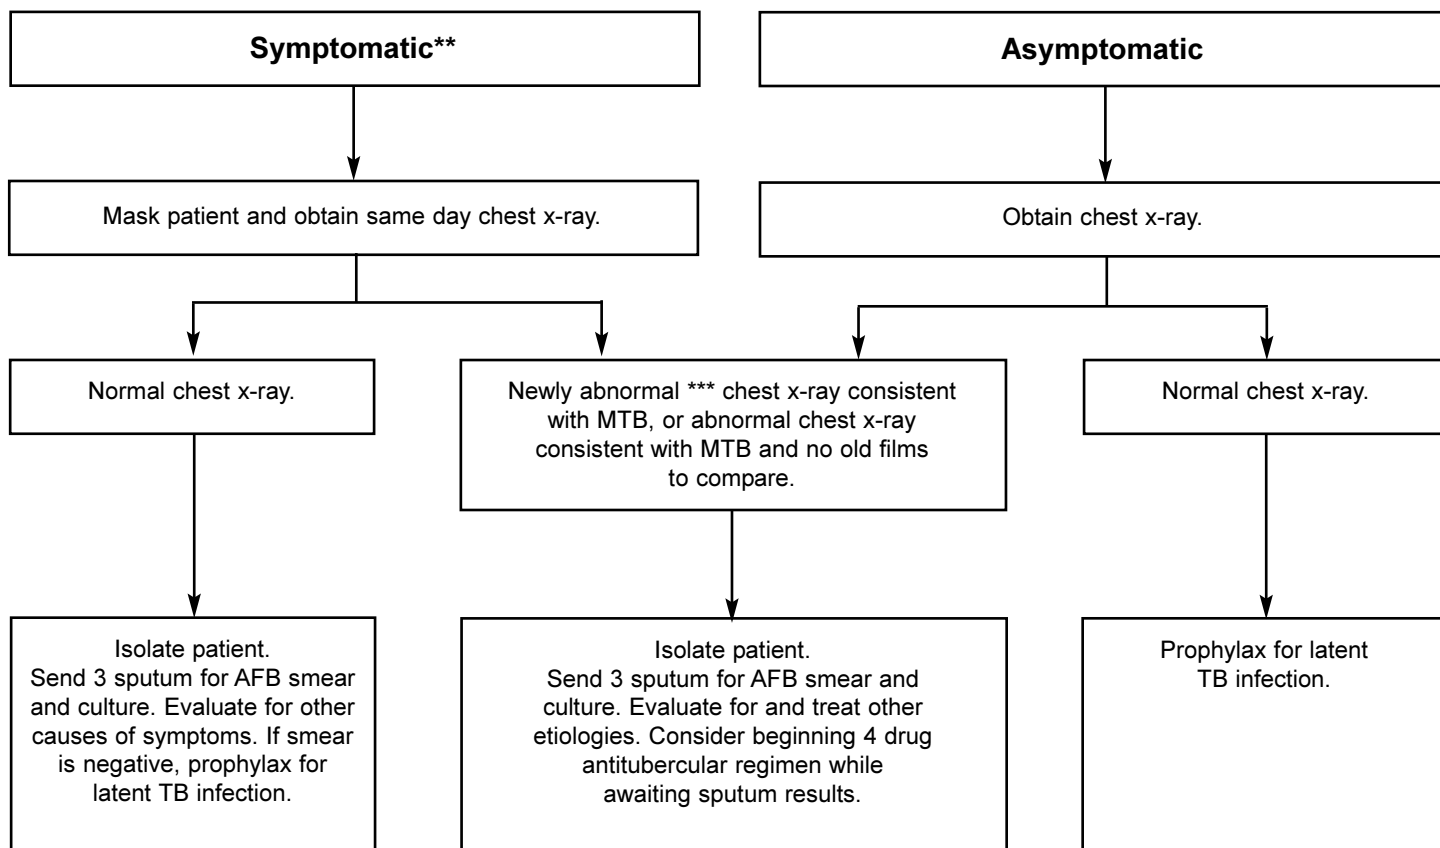 Symptomatic**
Asymptomatic
Mask patient and obtain same day chest x-ray.
Obtain chest x-ray.
Normal chest x-ray.
Newly abnormal *** chest x-ray consistent
with MTB, or abnormal chest x-ray
consistent with MTB and no old films
to compare.
Normal chest x-ray.
Isolate patient.
Send 3 sputum for AFB smear
and culture. Evaluate for other
causes of symptoms. If smear
is negative, prophylax for
latent TB infection.
Isolate patient.
Send 3 sputum for AFB smear and
culture. Evaluate for and treat other
etiologies. Consider beginning 4 drug
antitubercular regimen while
awaiting sputum results.
Prophylax for latent
TB infection.